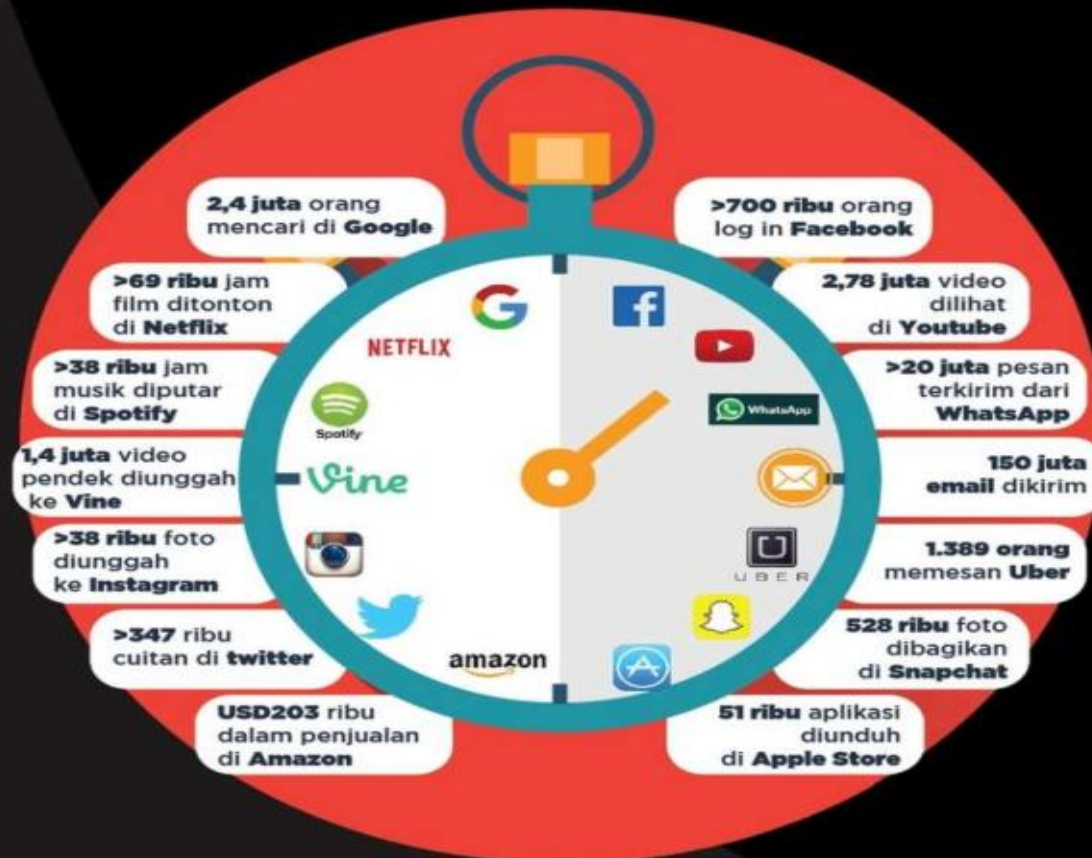 2,4 juta orang
mencari di Google
>700 ribu orang
log in Facebook
>69 ribu jam
film ditonton
di Netflix
2,78 juta video
dilihat
di Youtube
>38 ribu jam
musik diputar
di Spotify
>20 juta pesan
terkirim dari
WhatsApp
1,4 juta video
pendek diunggah
ke Vine
150 juta
email dikirim
>38 ribu foto
diunggah
ke Instagram
1.389 orang
memesan Uber
>347 ribu
cuitan di twitter
528 ribu foto
dibagikan
di Snapchat
USD203 ribu
dalam penjualan
di Amazon
51 ribu aplikasi
diunduh
di Apple Store
G
f
NETFLIX
WhatsApp
Spotify
Vine
UBER
amazon